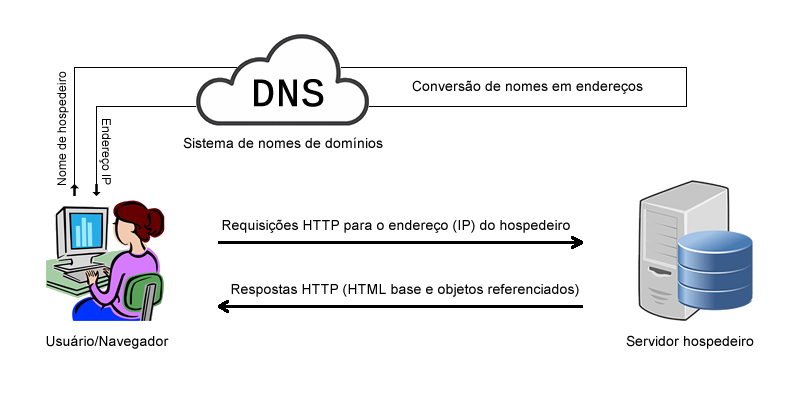 DNS
Conversão de nomes em endereços
Sistema de nomes de domínios
Nome de hospedeiro
Endereço IP
Requisições HTTP para o endereço (IP) do hospedeiro
Respostas HTTP (HTML base e objetos referenciados)
Usuário/Navegador
Servidor hospedeiro